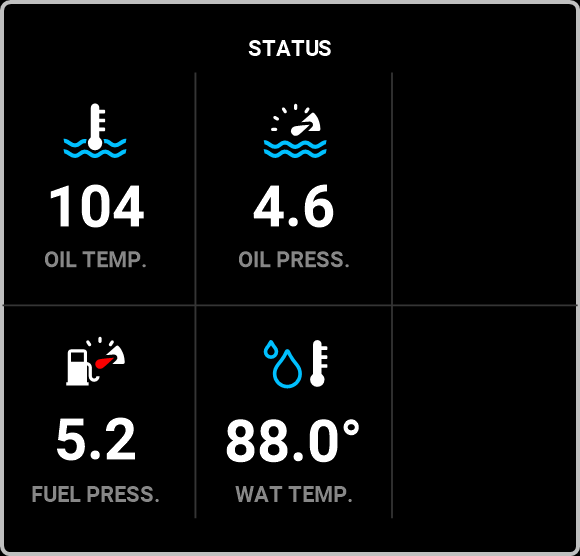 STATUS
104
4.6
OIL TEMP.
OIL PRESS.
5.2
88.0°
FUEL PRESS.
WAT TEMP.